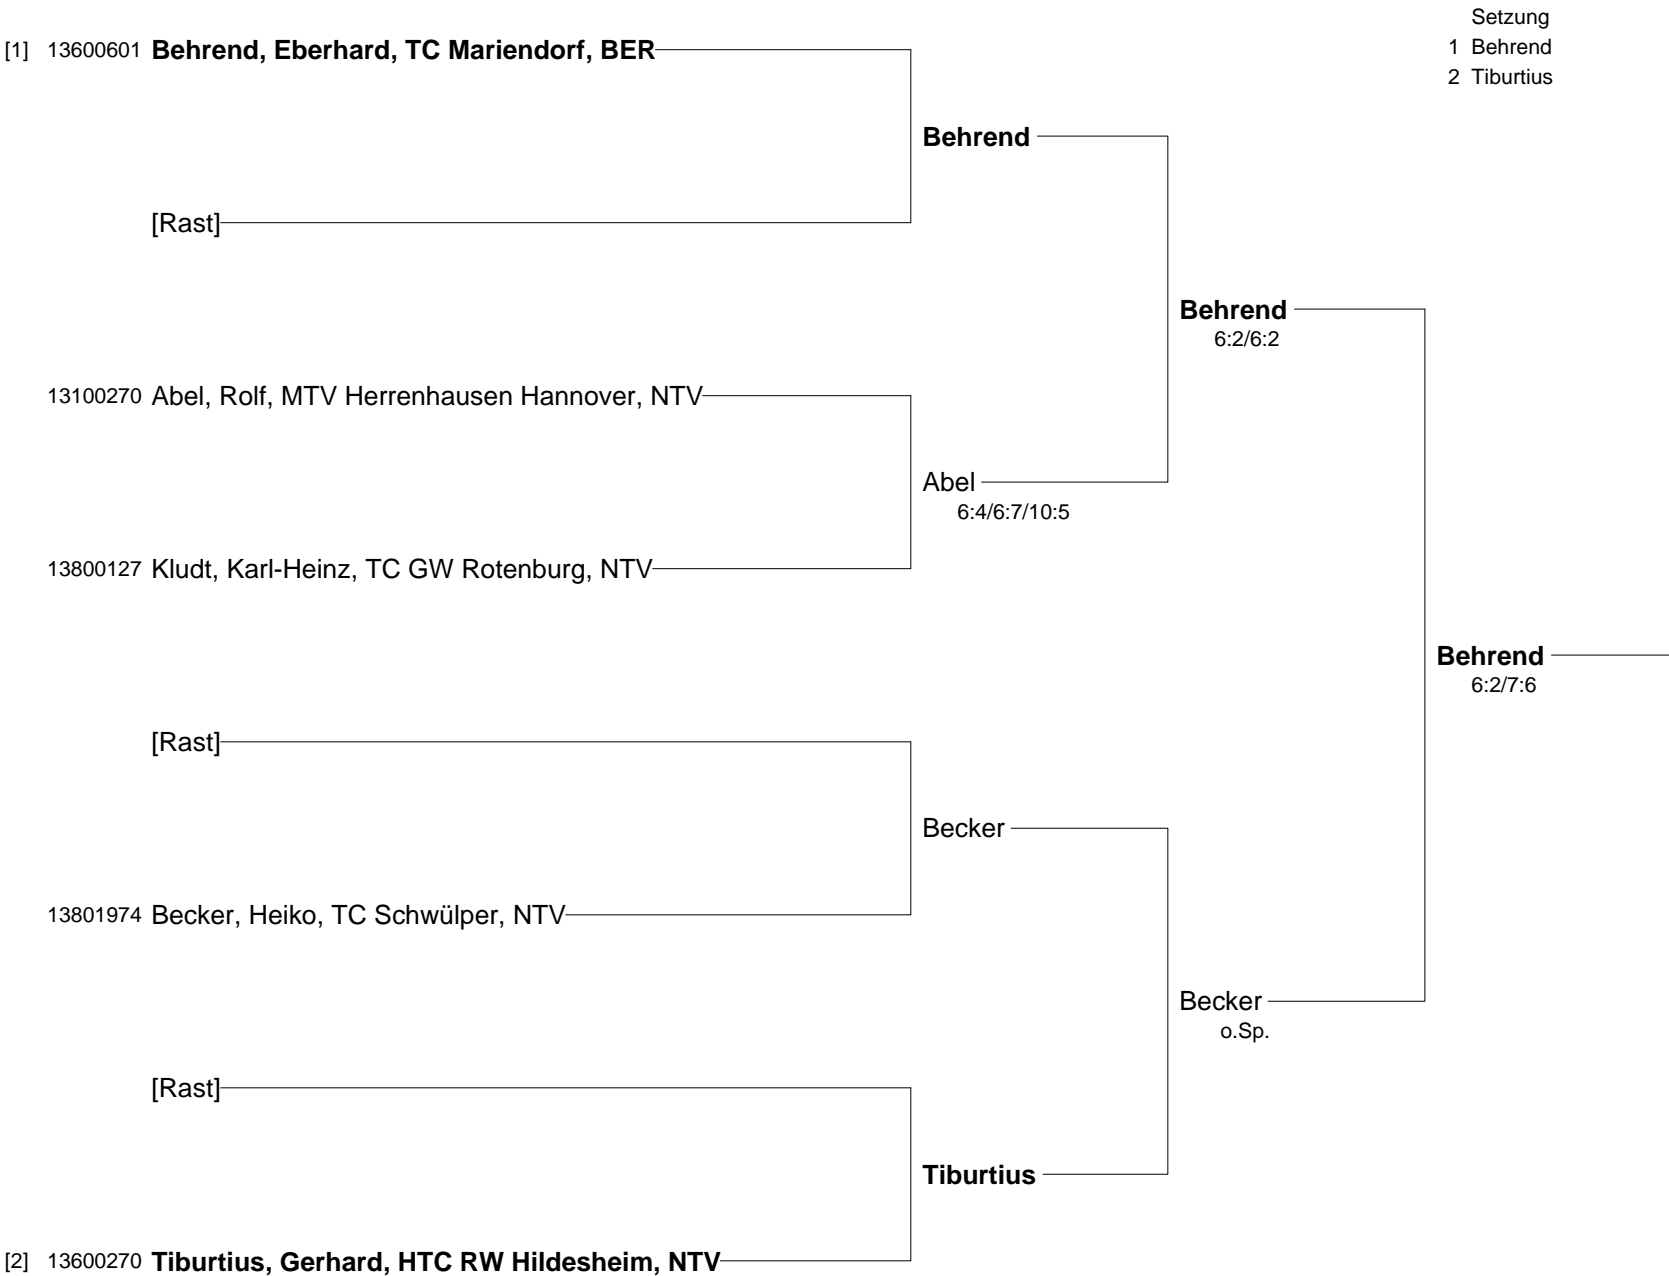 Setzung
1 Behrend
2 Tiburtius
[1] 13600601 Behrend, Eberhard, TC Mariendorf, BER
Behrend
[Rast]
Behrend
6:2/6:2
13100270 Abel, Rolf, MTV Herrenhausen Hannover, NTV
Abel
6:4/6:7/10:5
13800127 Kludt, Karl-Heinz, TC GW Rotenburg, NTV
Behrend
6:2/7:6
[Rast]
Becker
13801974 Becker, Heiko, TC Schwülper, NTV
Becker
o.Sp.
[Rast]
Tiburtius
[2] 13600270 Tiburtius, Gerhard, HTC RW Hildesheim, NTV